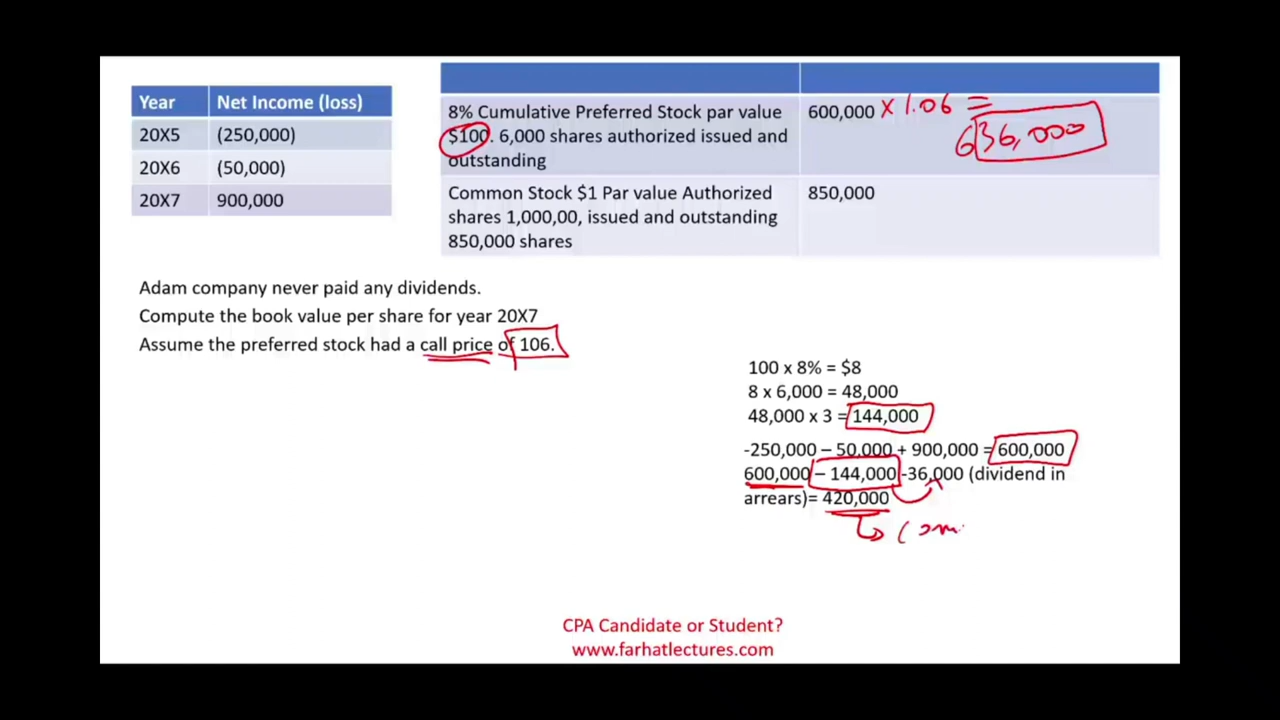 Year Net Income (loss)
20X5 (250,000)
20X6 (50,000)
20X7 900,000
8% Cumulative Preferred Stock par value
$100. 6,000 shares authorized issued and
outstanding
600,000 x 1.06 =
636,000
Common Stock $1 Par value Authorized
shares 1,000,00, issued and outstanding
850,000 shares
850,000
Adam company never paid any dividends.
Compute the book value per share for year 20X7
Assume the preferred stock had a call price of 106.
100 x 8% = $8
8 x 6,000 = 48,000
48,000 x 3 = 144,000
-250,000 – 50,000 + 900,000 = 600,000
600,000 – 144,000 -36,000 (dividend in
arrears)= 420,000
CPA Candidate or Student?
www.farhatlectures.com